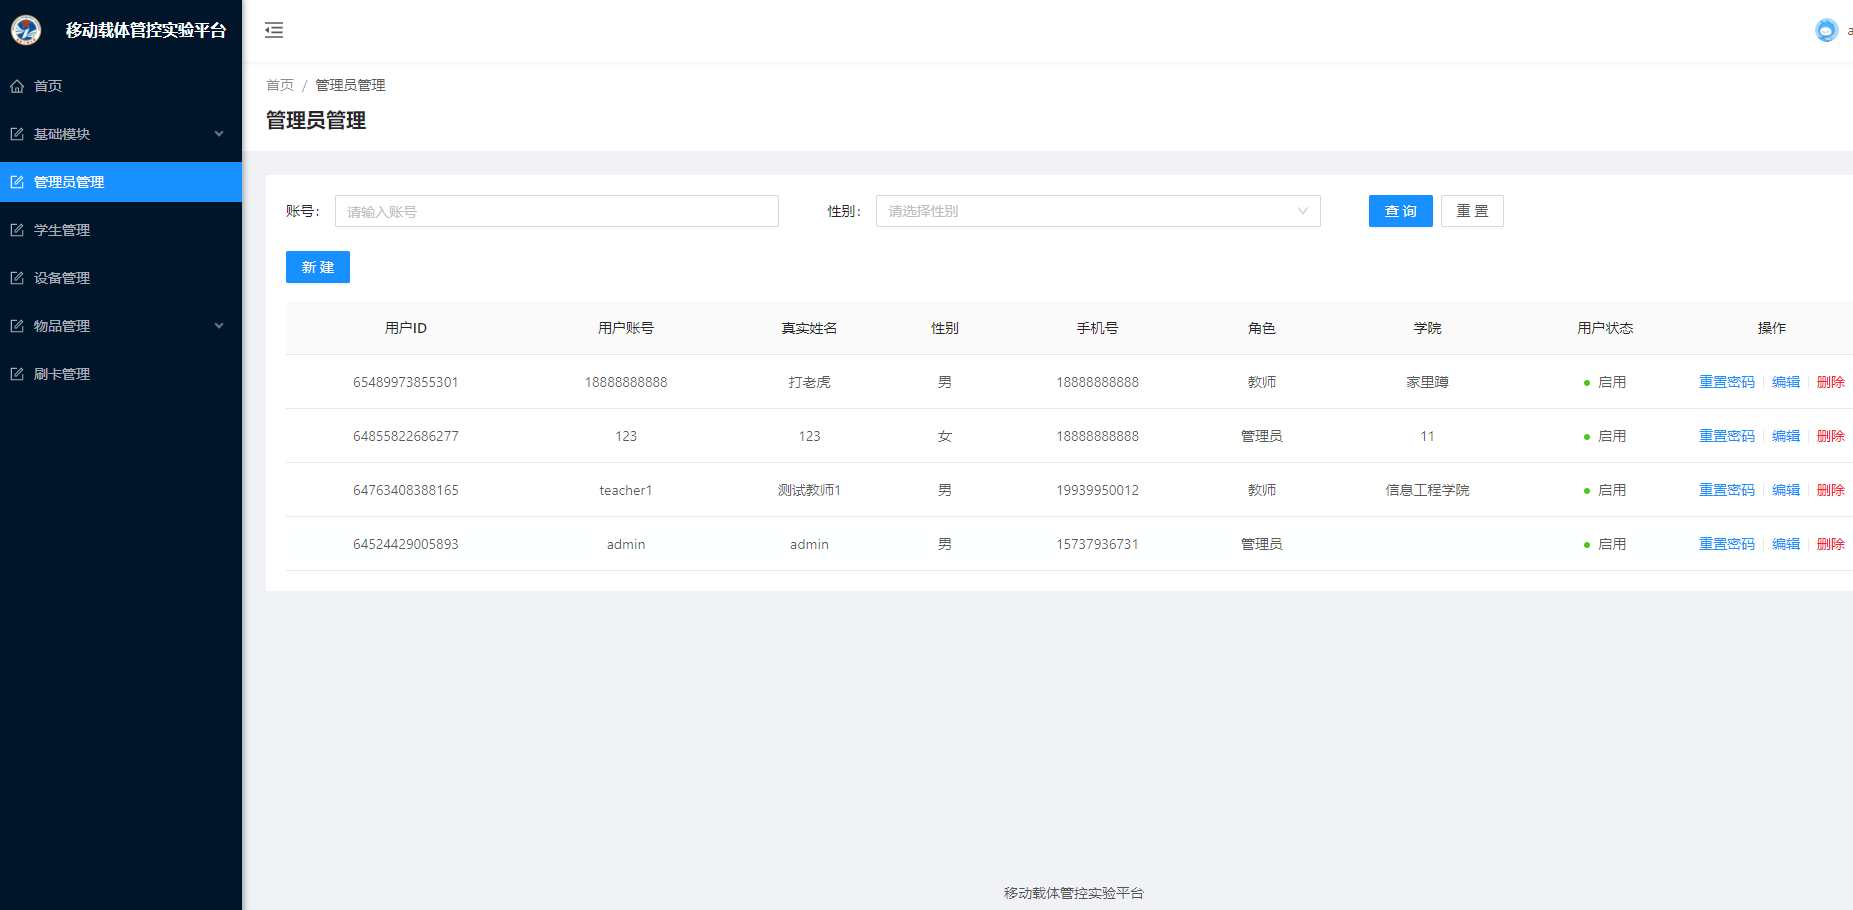 移动载体管控实验平台
首页
基础模块
管理员管理
学生管理
设备管理
物品管理
刷卡管理
a
首页 / 管理员管理
管理员管理
账号: 请输入账号 性别: 请选择性别 查 询 重 置
新 建
用户ID 用户账号 真实姓名 性别 手机号 角色 学院 用户状态 操作
65489973855301 18888888888 打老虎 男 18888888888 教师 家里蹲 启用 重置密码 编辑 删除
64855822686277 123 123 女 18888888888 管理员 11 启用 重置密码 编辑 删除
64763408388165 teacher1 测试教师1 男 19939950012 教师 信息工程学院 启用 重置密码 编辑 删除
64524429005893 admin admin 男 15737936731 管理员 启用 重置密码 编辑 删除
移动载体管控实验平台